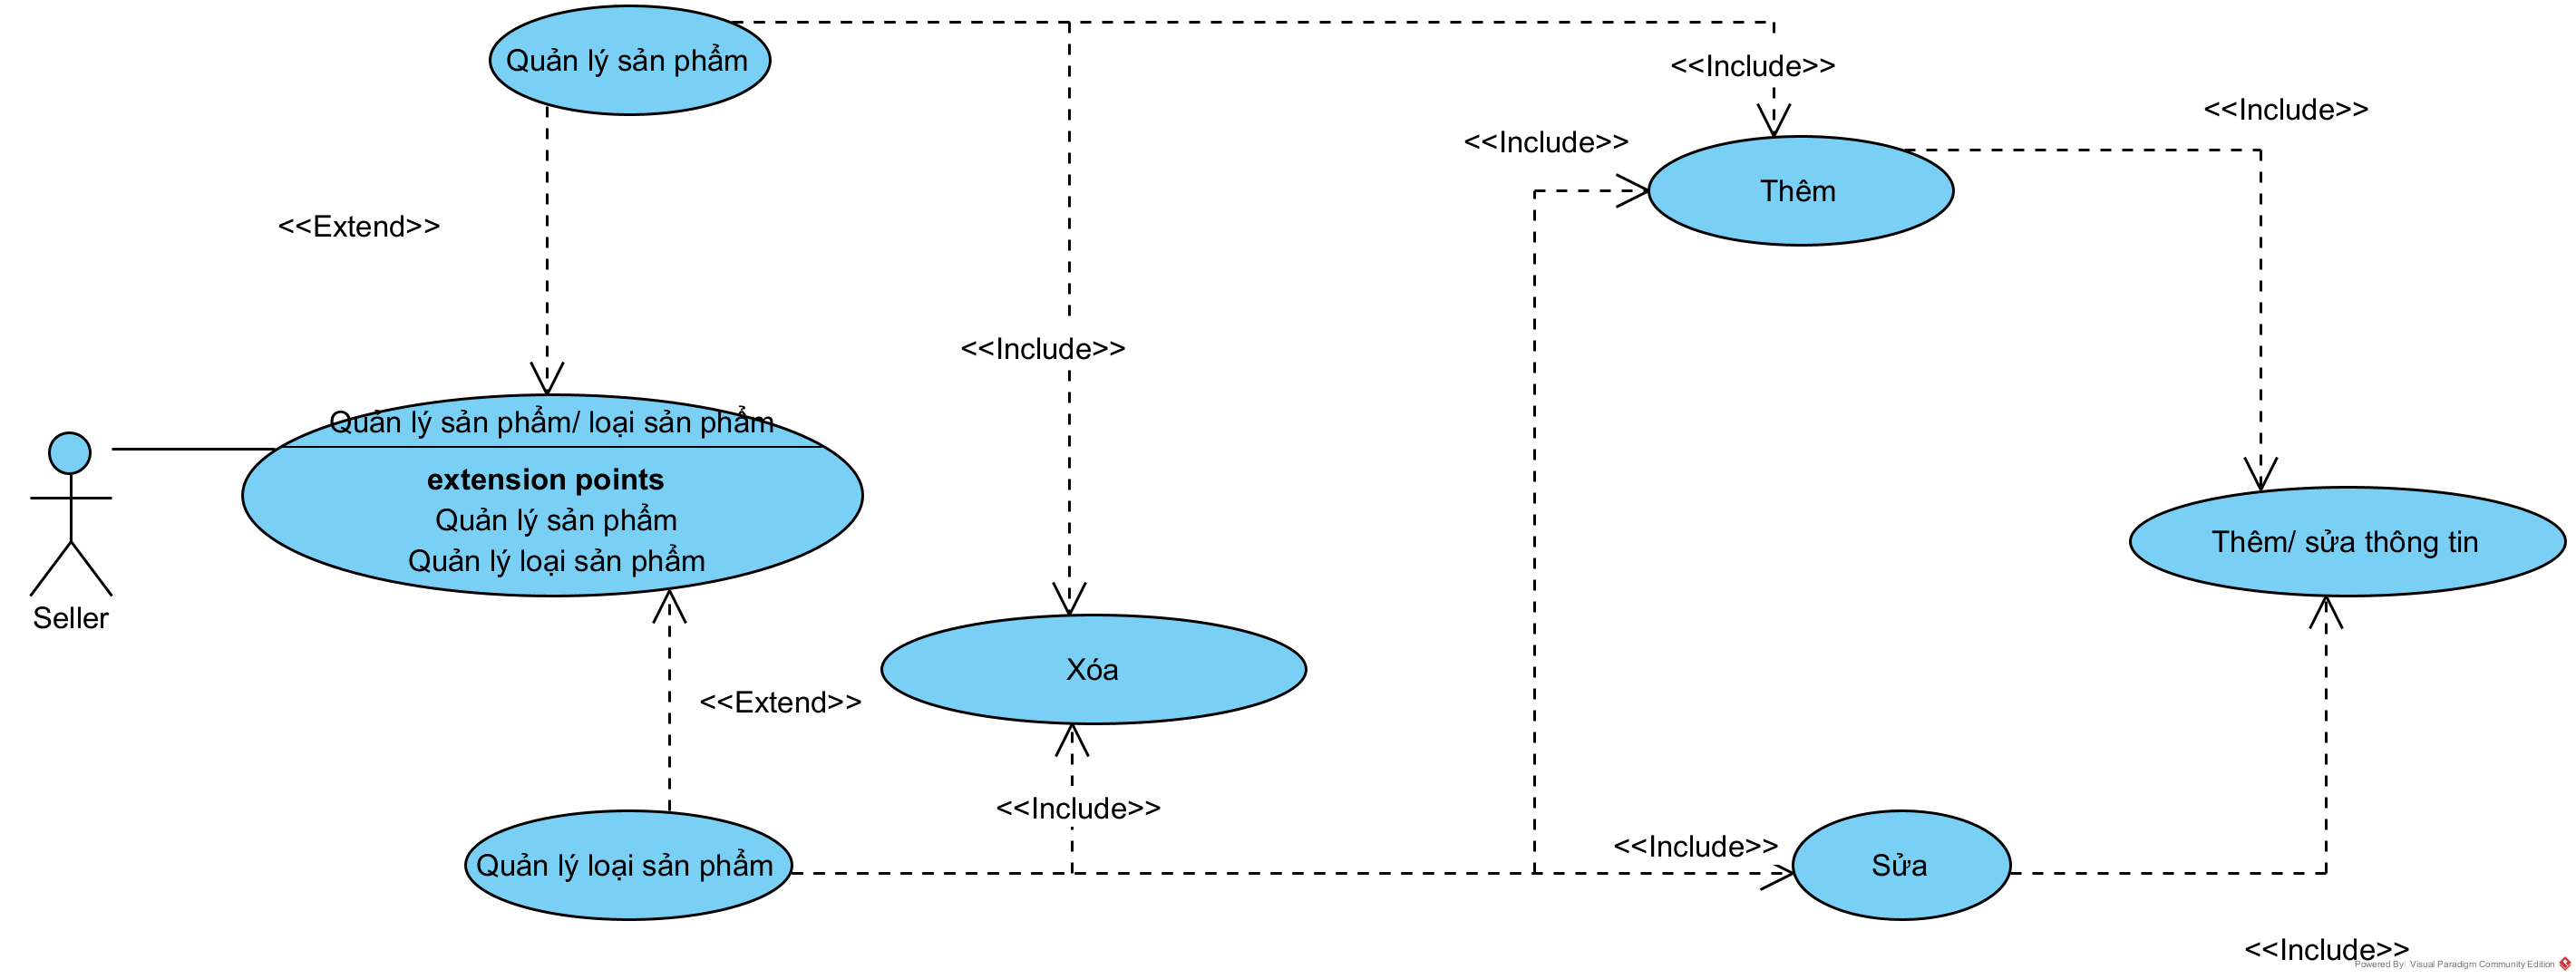 Quản lý sản phẩm
<<Include>>
<<Include>>
<<Include>>
Thêm
<<Extend>>
<<Include>>
Quản lý sản phẩm/ loại sản phẩm
extension points
Quản lý sản phẩm
Quản lý loại sản phẩm
Seller
Thêm/ sửa thông tin
Xóa
<<Extend>>
<<Include>>
<<Include>>
Quản lý loại sản phẩm
Sửa
<<Include>>
Powered By: Visual Paradigm Community Edition